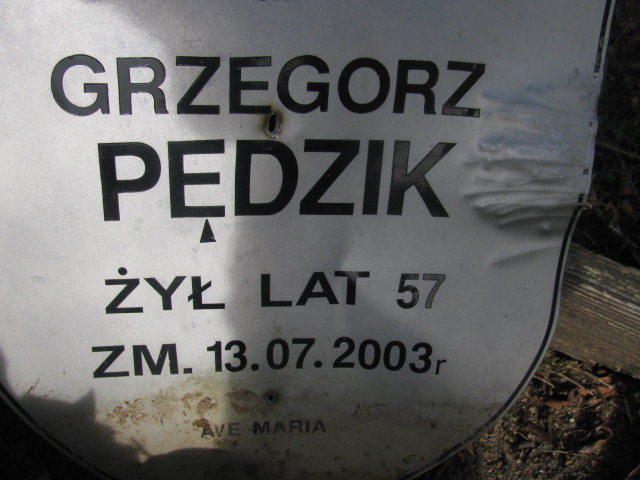 GRZEGORZ
PĘDZIK
ŻYŁ LAT 57
ZM. 13.07.2003r
AVE MARIA